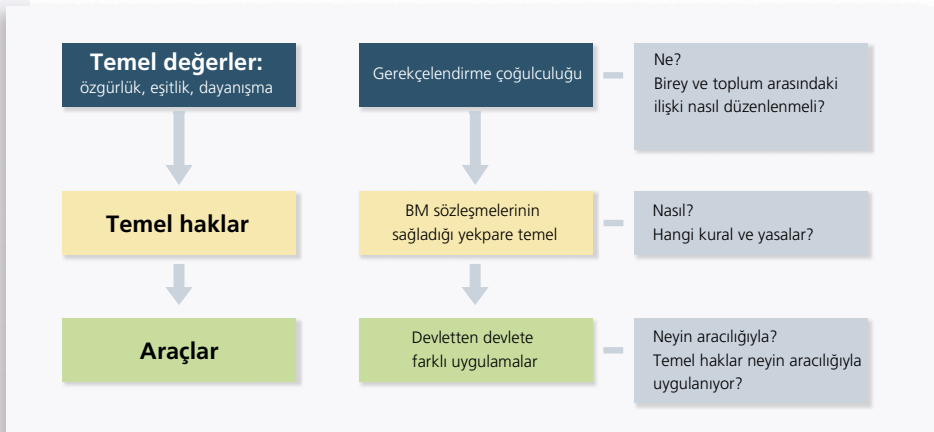 Temel değerler:
özgürlük, eşitlik, dayanışma
Gerekçelendirme çoğulculuğu
Ne?
Birey ve toplum arasındaki
ilişki nasıl düzenlenmeli?
Temel haklar
BM sözleşmelerinin
sağladığı yekpare temel
Nasıl?
Hangi kural ve yasalar?
Araçlar
Devletten devlete
farklı uygulamalar
Neyin aracılığıyla?
Temel haklar neyin aracılığıyla
uygulanıyor?